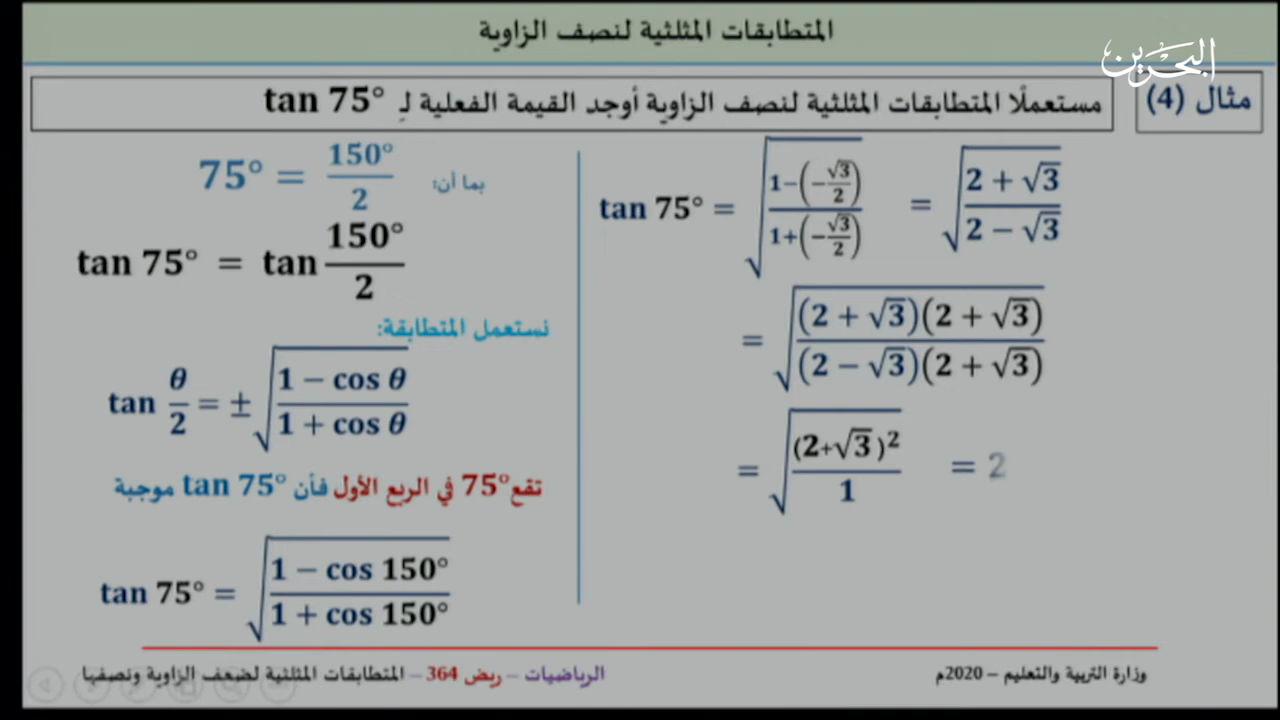 المتطابقات المثلثية لنصف الزاوية
البحرين
مثال (4)
مستعملًا المتطابقات المثلثية لنصف الزاوية أوجد القيمة الفعلية لـِ tan 75°
بما أن: 75° = 150°/2
tan 75° = tan 150°/2
نستعمل المتطابقة:
tan θ/2 = ±√((1 − cos θ)/(1 + cos θ))
تقع 75° في الربع الأول فأن tan 75° موجبة
tan 75° = √((1 − cos 150°)/(1 + cos 150°))
tan 75° = √((1−(−√3/2))/(1+(−√3/2))) = √((2 + √3)/(2 − √3))
= √((2 + √3)(2 + √3)/(2 − √3)(2 + √3))
= √((2+√3)²/1) = 2
وزارة التربية والتعليم – 2020م
الرياضيات – ريض 364 – المتطابقات المثلثية لضعف الزاوية ونصفها